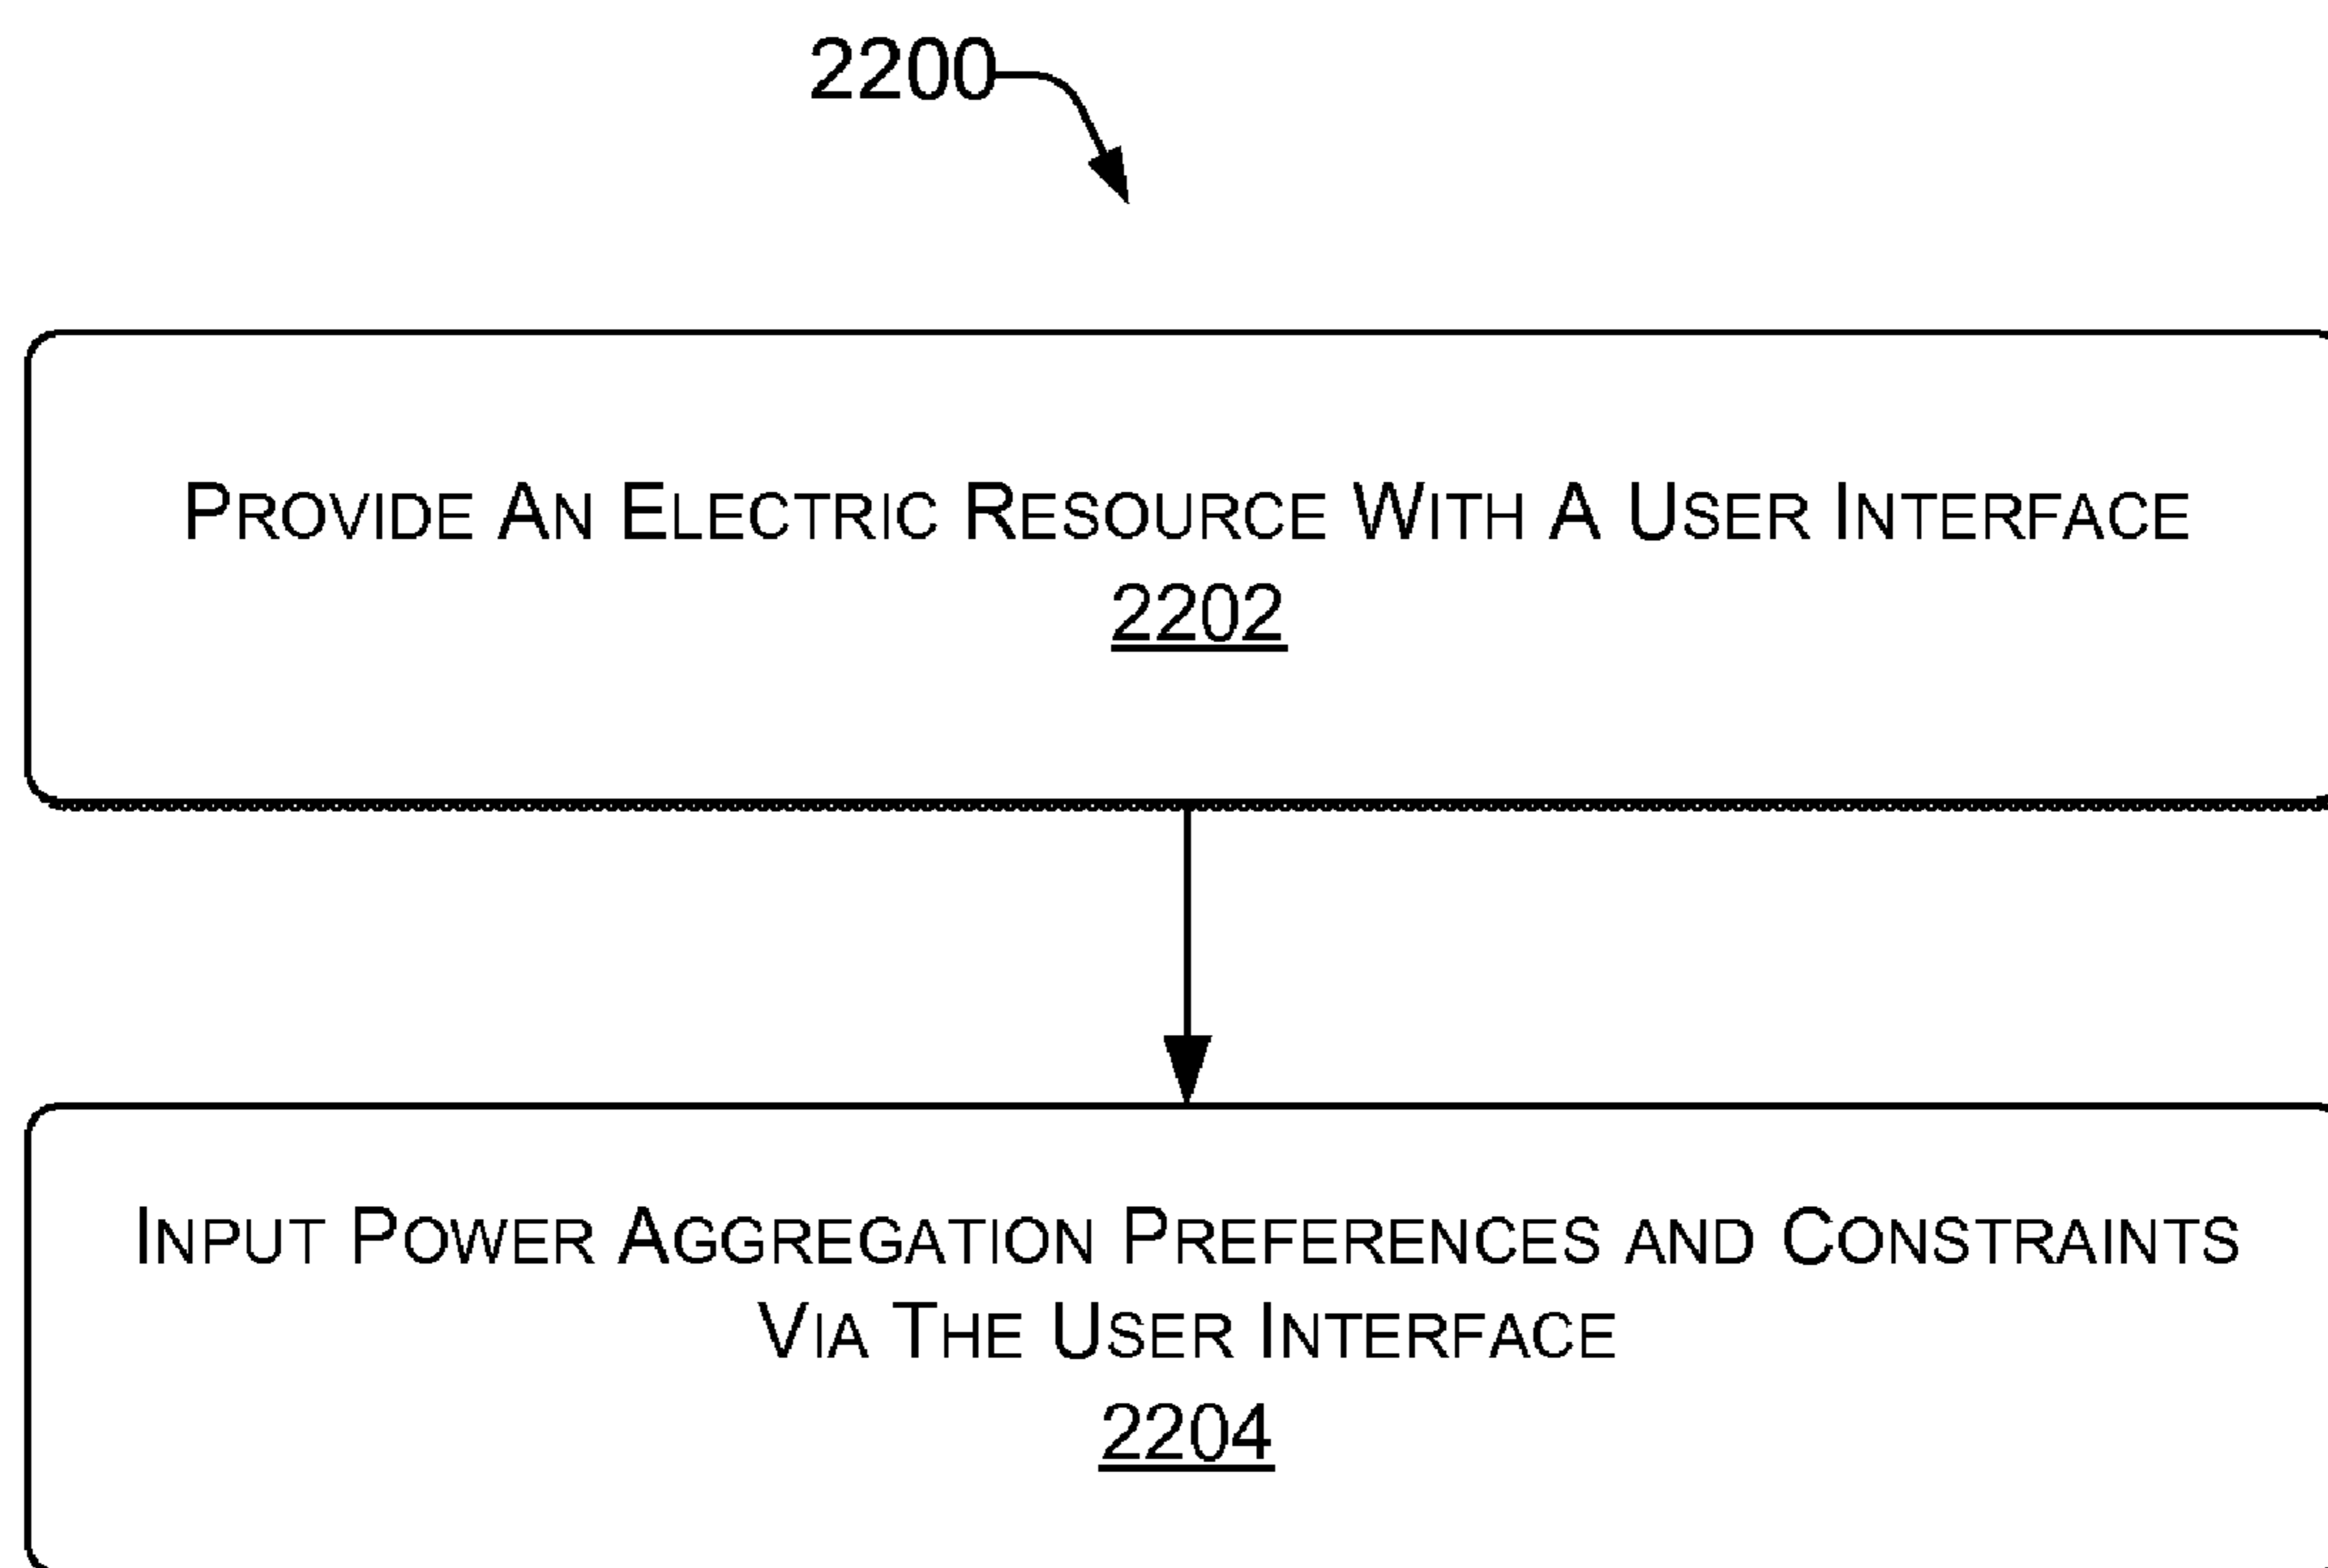 2200
Provide An Electric Resource With A User Interface
2202
Input Power Aggregation Preferences and Constraints
Via The User Interface
2204